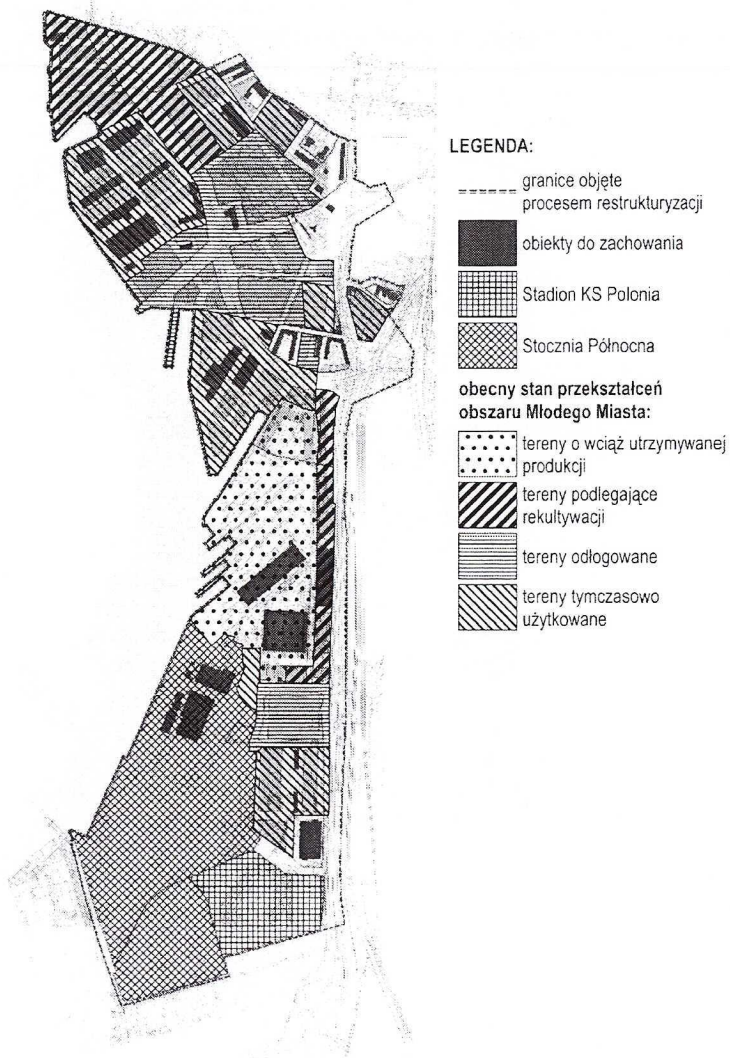 LEGENDA:
granice objęte
procesem restrukturyzacji
obiekty do zachowania
Stadion KS Polonia
Stocznia Północna
obecny stan przekształceń
obszaru Młodego Miasta:
tereny o wciąż utrzymywanej
produkcji
tereny podlegające
rekultywacji
tereny odłogowane
tereny tymczasowo
użytkowane